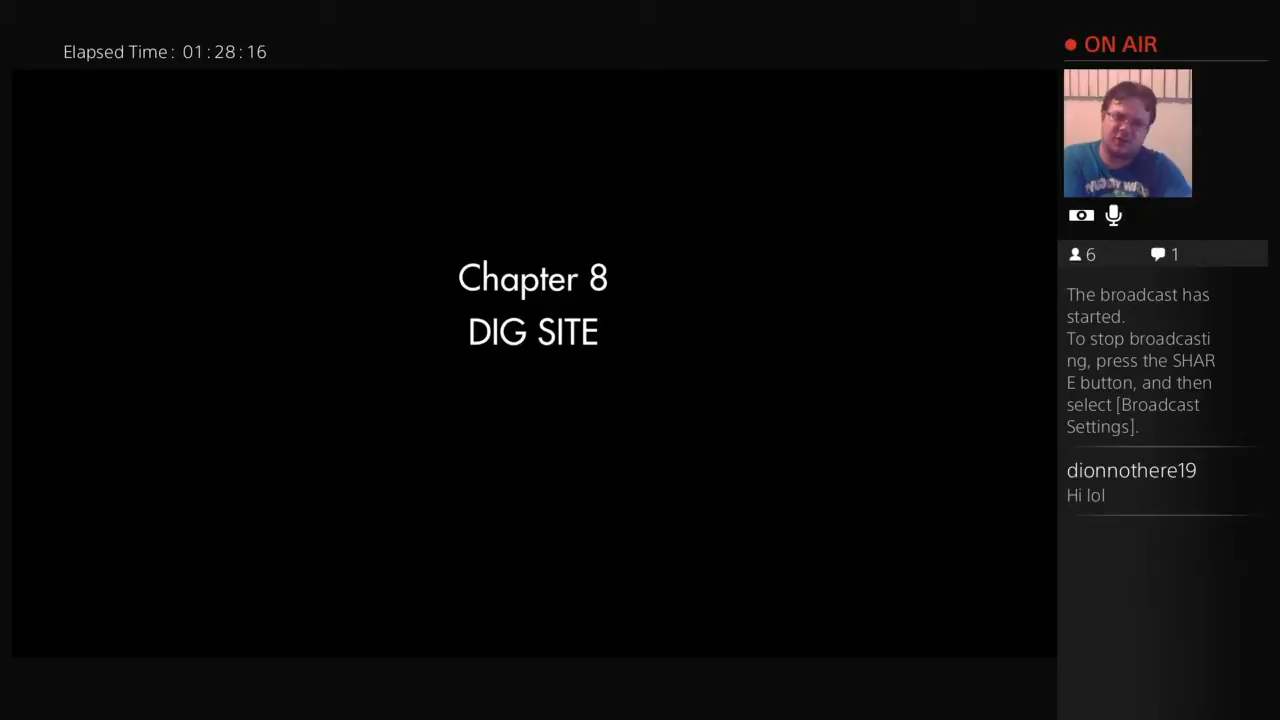 Elapsed Time: 01:28:16
ON AIR
Chapter 8
DIG SITE
6 1
The broadcast has
started.
To stop broadcasti
ng, press the SHAR
E button, and then
select [Broadcast
Settings].
dionnothere19
Hi lol